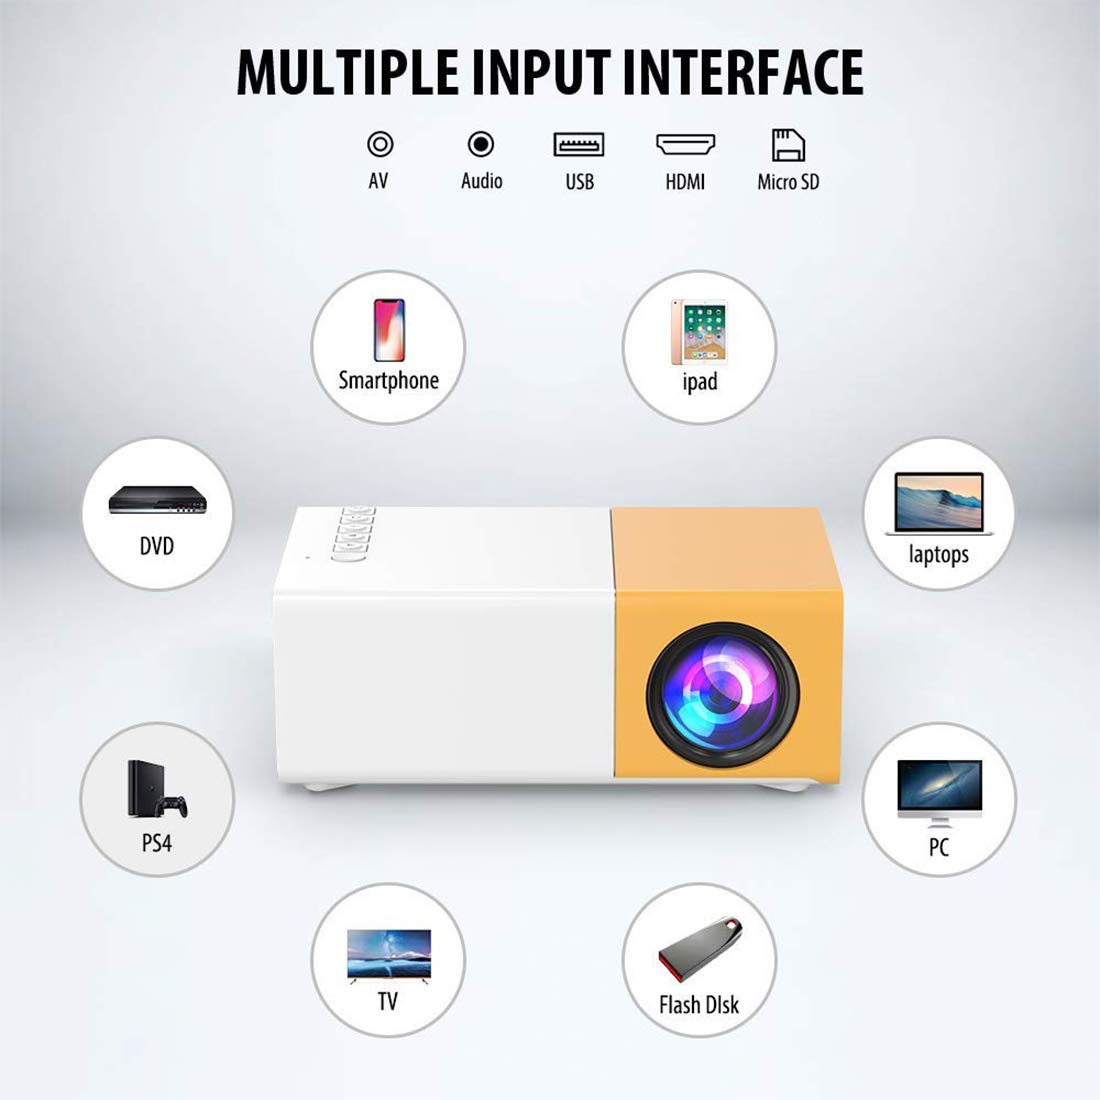 MULTIPLE INPUT INTERFACE
AV Audio USB HDMI Micro SD
Smartphone
ipad
DVD
laptops
PS4
PC
TV
Flash DIsk